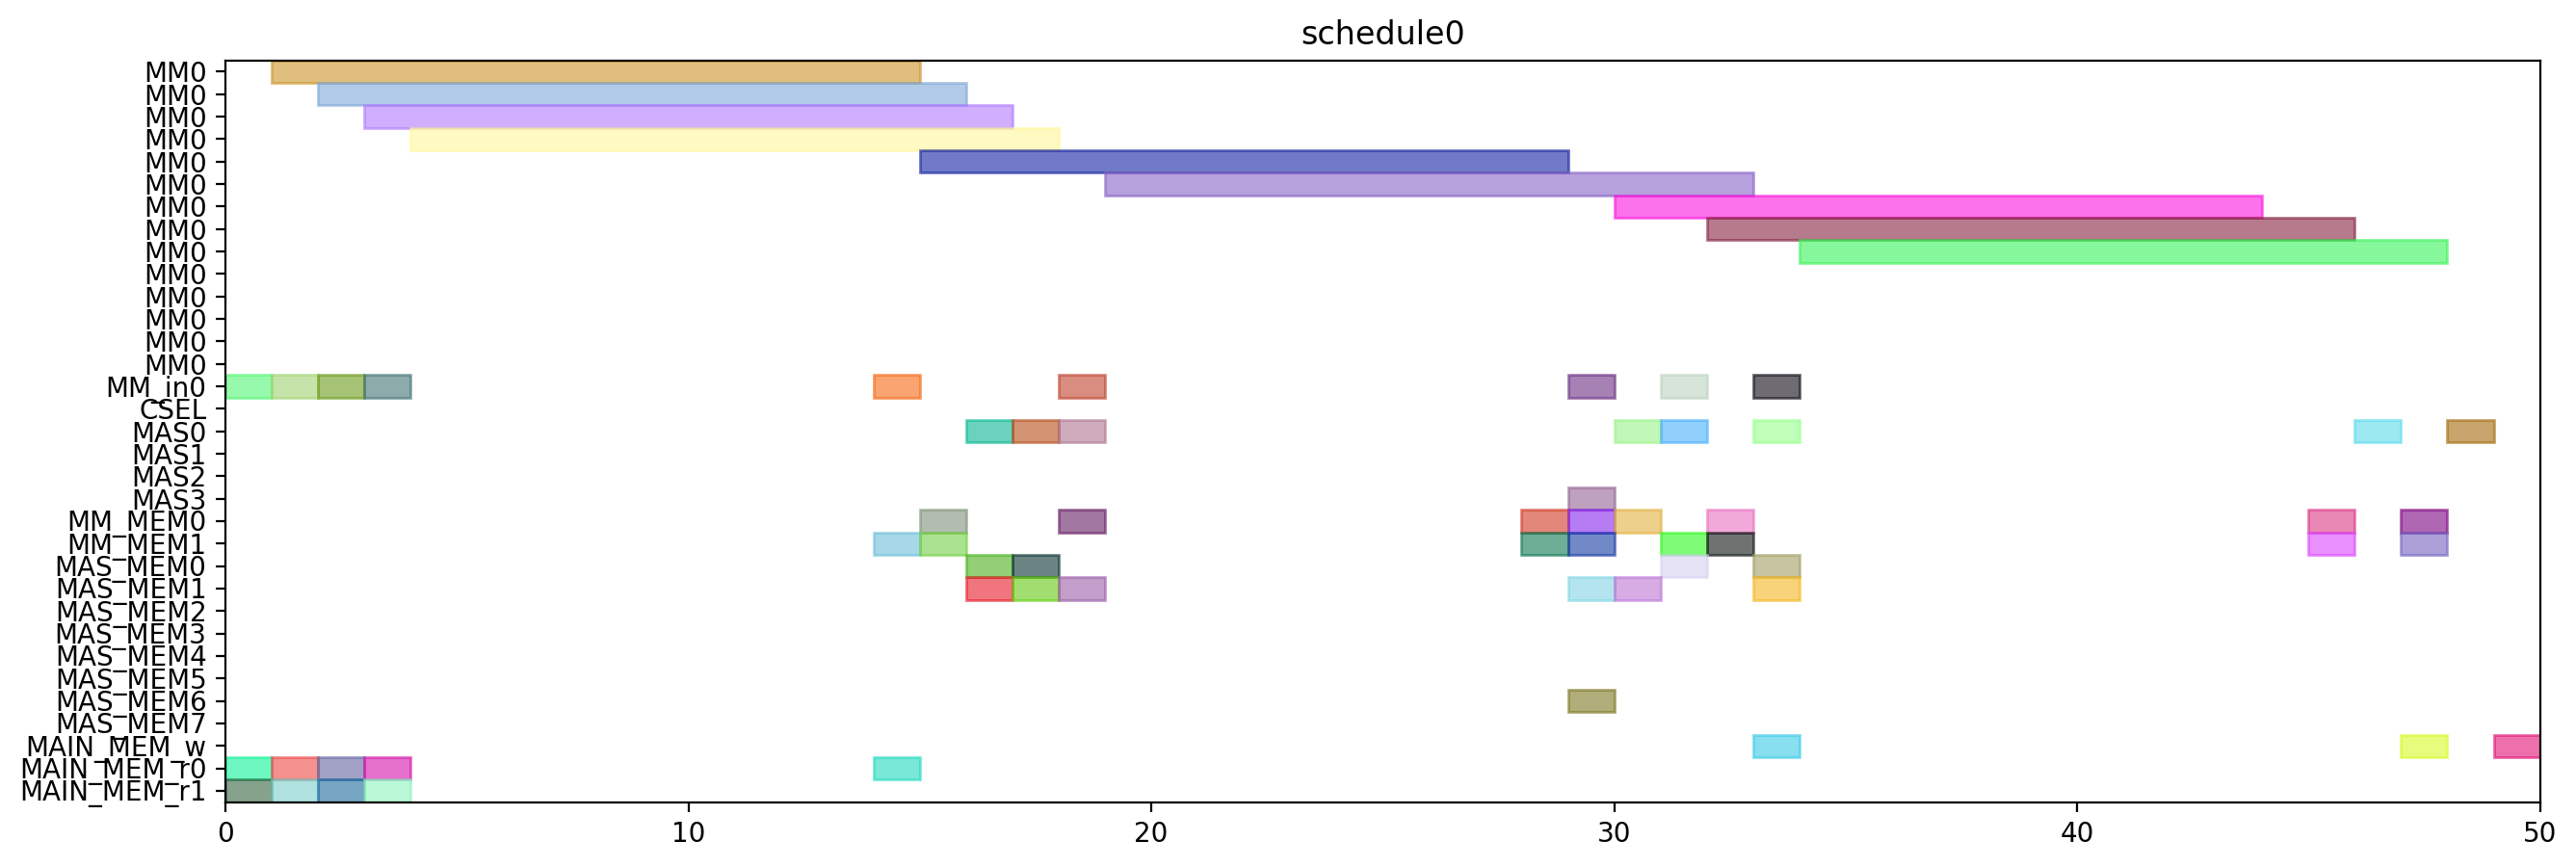 schedule0
MM0
MM0
MM0
MM0
MM0
MM0
MM0
MM0
MM0
MM0
MM0
MM0
MM0
MM0
MM_in0
CSEL
MAS0
MAS1
MAS2
MAS3
MM_MEM0
MM_MEM1
MAS_MEM0
MAS_MEM1
MAS_MEM2
MAS_MEM3
MAS_MEM4
MAS_MEM5
MAS_MEM6
MAS_MEM7
MAIN_MEM_w
MAIN_MEM_r0
MAIN_MEM_r1
0 10 20 30 40 50